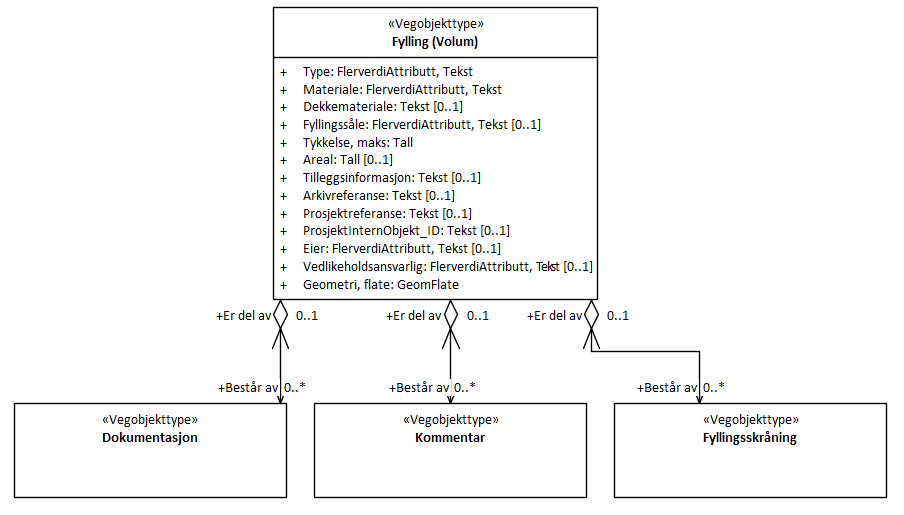 «Vegobjekttype»
Fylling (Volum)
+ Type: FlerverdiAttributt, Tekst
+ Materiale: FlerverdiAttributt, Tekst
+ Dekkemateriale: Tekst [0..1]
+ Fyllingssåle: FlerverdiAttributt, Tekst [0..1]
+ Tykkelse, maks: Tall
+ Areal: Tall [0..1]
+ Tilleggsinformasjon: Tekst [0..1]
+ Arkivreferanse: Tekst [0..1]
+ Prosjektreferanse: Tekst [0..1]
+ ProsjektInternObjekt_ID: Tekst [0..1]
+ Eier: FlerverdiAttributt, Tekst [0..1]
+ Vedlikeholdsansvarlig: FlerverdiAttributt, Tekst [0..1]
+ Geometri, flate: GeomFlate
+Er del av 0..1 +Er del av 0..1 +Er del av 0..1
+Består av 0..* +Består av 0..* +Består av 0..*
«Vegobjekttype» «Vegobjekttype» «Vegobjekttype»
Dokumentasjon Kommentar Fyllingsskråning